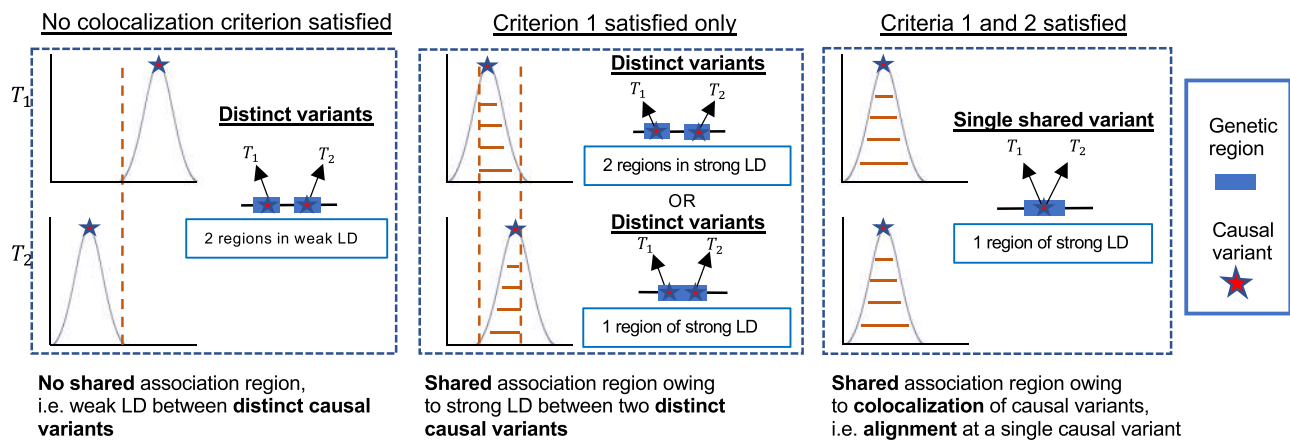 No colocalization criterion satisfied
T₁
T₂
Distinct variants
T₁ T₂
2 regions in weak LD
No shared association region,
i.e. weak LD between distinct causal
variants
Criterion 1 satisfied only
Distinct variants
T₁ T₂
2 regions in strong LD
OR
Distinct variants
T₁ T₂
1 region of strong LD
Shared association region owing
to strong LD between two distinct
causal variants
Criteria 1 and 2 satisfied
Single shared variant
T₁ T₂
1 region of strong LD
Shared association region owing
to colocalization of causal variants,
i.e. alignment at a single causal variant
Genetic
region
Causal
variant